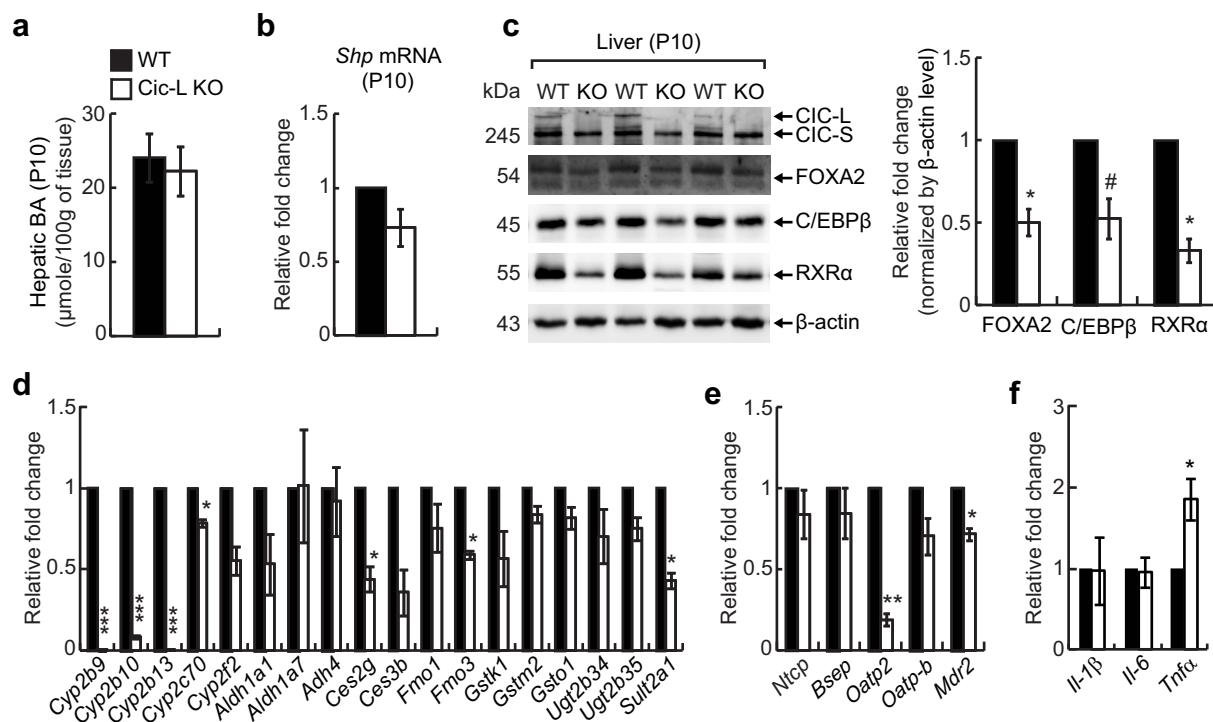 a
WT
Cic-L KO
Hepatic BA (P10)
(μmole/100g of tissue)
30
20
10
0
b
Shp mRNA
(P10)
Relative fold change
1.5
1
0.5
0
c
Liver (P10)
kDa
WT KO WT KO WT KO
CIC-L
245
CIC-S
54
FOXA2
45
C/EBPβ
55
RXRα
43
β-actin
Relative fold change
(normalized by β-actin level)
1.5
1
0.5
0
*
#
*
FOXA2 C/EBPβ RXRα
d
Relative fold change
1.5
1
0.5
0
***
***
***
*
*
*
*
Cyp2b9
Cyp2b10
Cyp2b13
Cyp2c70
Cyp2f2
Aldh1a1
Aldh1a7
Adh4
Ces2g
Ces3b
Fmo1
Fmo3
Gstk1
Gstm2
Gsto1
Ugt2b34
Ugt2b35
Sult2a1
e
Relative fold change
1.5
1
0.5
0
**
*
Ntcp
Bsep
Oatp2
Oatp-b
Mdr2
f
Relative fold change
3
2
1
0
*
Il-1β
Il-6
Tnfα